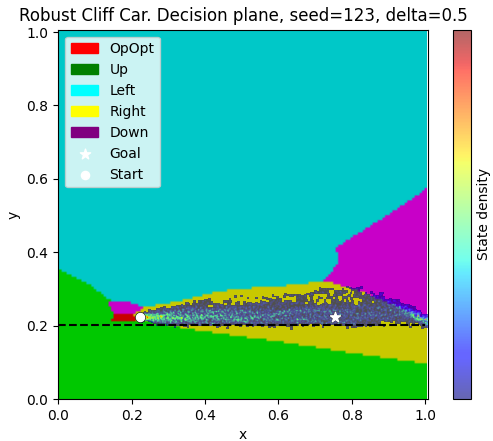 Robust Cliff Car. Decision plane, seed=123, delta=0.5
1.0
0.8
0.6
0.4
0.2
0.0
y
OpOpt
Up
Left
Right
Down
Goal
Start
0.0
0.2
0.4
0.6
0.8
1.0
x
State density